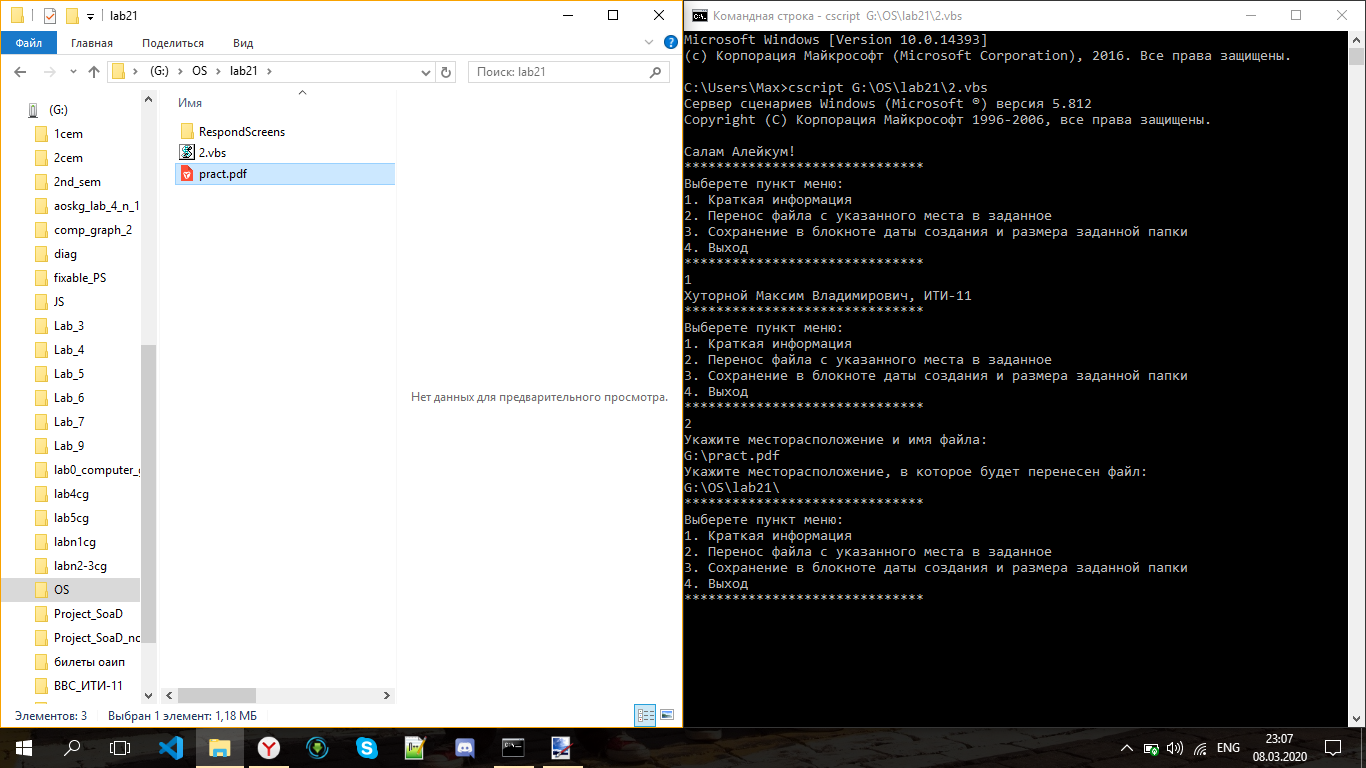 lab21
Файл
Главная
Поделиться
Вид
(G:)
OS
lab21
Поиск: lab21
(G:)
1сем
2сем
2nd_sem
aoskg_lab_4_n_1
comp_graph_2
diag
fixable_PS
JS
Lab_3
Lab_4
Lab_5
Lab_6
Lab_7
Lab_9
lab0_computer_
lab4cg
lab5cg
labn1cg
labn2-3cg
OS
Project_SoaD
Project_SoaD_nc
билеты оаип
ВВС_ИТИ-11
Имя
RespondScreens
2.vbs
pract.pdf
Нет данных для предварительного просмотра.
Элементов: 3 Выбран 1 элемент: 1,18 МБ
Командная строка - cscript G:\OS\lab21\2.vbs
Microsoft Windows [Version 10.0.14393]
(c) Корпорация Майкрософт (Microsoft Corporation), 2016. Все права защищены.
C:\Users\Max>cscript G:\OS\lab21\2.vbs
Сервер сценариев Windows (Microsoft ®) версия 5.812
Copyright (C) Корпорация Майкрософт 1996-2006, все права защищены.
Салам Алейкум!
******************************
Выберете пункт меню:
1. Краткая информация
2. Перенос файла с указанного места в заданное
3. Сохранение в блокноте даты создания и размера заданной папки
4. Выход
******************************
1
Хуторной Максим Владимирович, ИТИ-11
******************************
Выберете пункт меню:
1. Краткая информация
2. Перенос файла с указанного места в заданное
3. Сохранение в блокноте даты создания и размера заданной папки
4. Выход
******************************
2
Укажите месторасположение и имя файла:
G:\pract.pdf
Укажите месторасположение, в которое будет перенесен файл:
G:\OS\lab21\
******************************
Выберете пункт меню:
1. Краткая информация
2. Перенос файла с указанного места в заданное
3. Сохранение в блокноте даты создания и размера заданной папки
4. Выход
******************************
ENG
23:07
08.03.2020